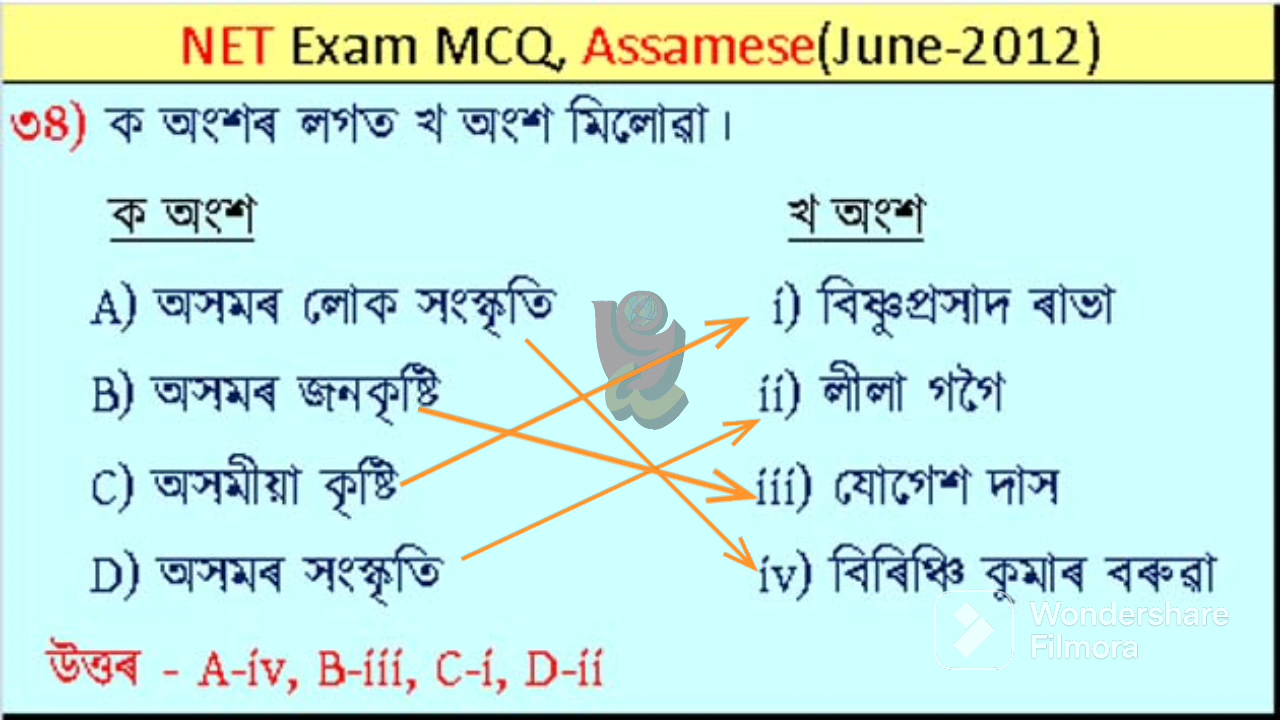 NET Exam MCQ, Assamese(June-2012)
৩৪) ক অংশৰ লগত খ অংশ মিলোৱা।
ক অংশ খ অংশ
A) অসমৰ লোক সংস্কৃতি i) বিষ্ণুপ্ৰসাদ ৰাভা
B) অসমৰ জনকৃষ্টি ii) লীলা গগৈ
C) অসমীয়া কৃষ্টি iii) যোগেশ দাস
D) অসমৰ সংস্কৃতি iv) বিৰিঞ্চি কুমাৰ বৰুৱা
উত্তৰ - A-iv, B-iii, C-i, D-ii
Wondershare
Filmora